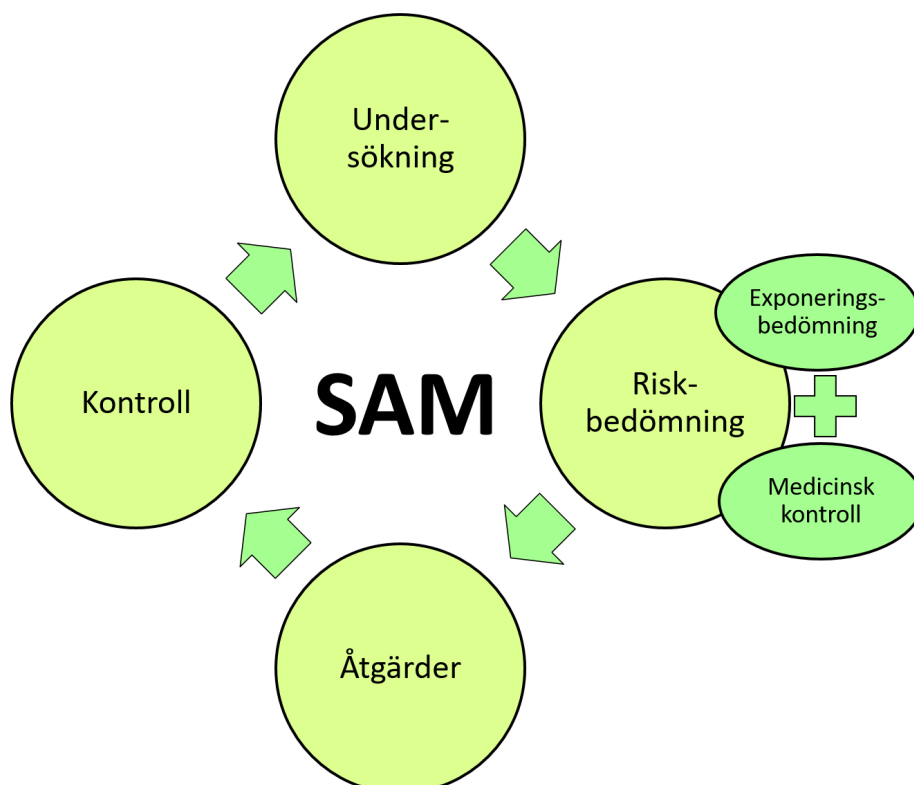 Under-
sökning
Exponerings-
bedömning
Kontroll
SAM
Risk-
bedömning
Medicinsk
kontroll
Åtgärder